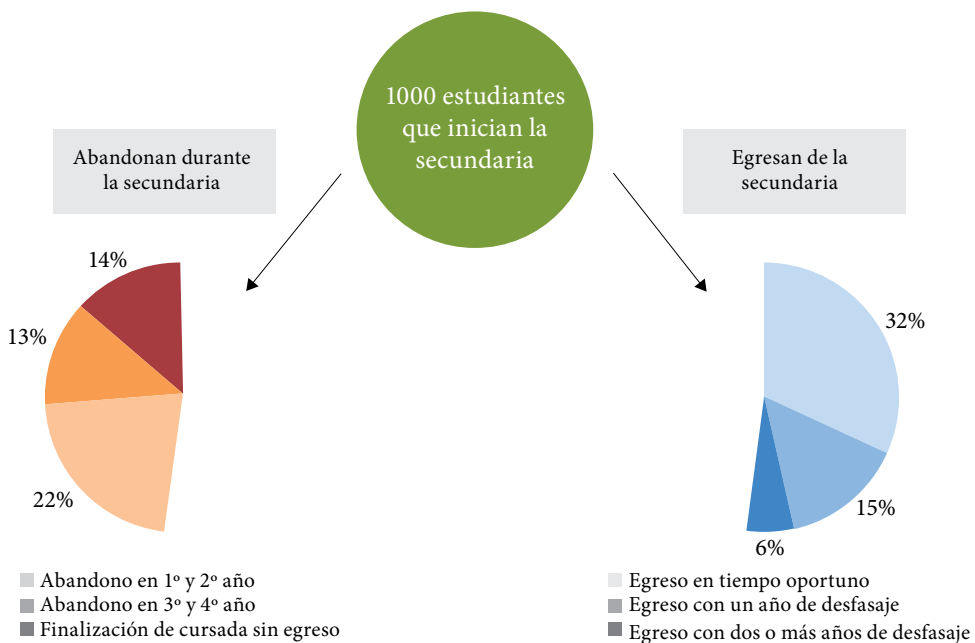 1000 estudiantes
que inician la
secundaria
Abandonan durante
la secundaria
Egresan de la
secundaria
14%
13%
22%
32%
15%
6%
Abandono en 1º y 2º año
Abandono en 3º y 4º año
Finalización de cursada sin egreso
Egreso en tiempo oportuno
Egreso con un año de desfasaje
Egreso con dos o más años de desfasaje